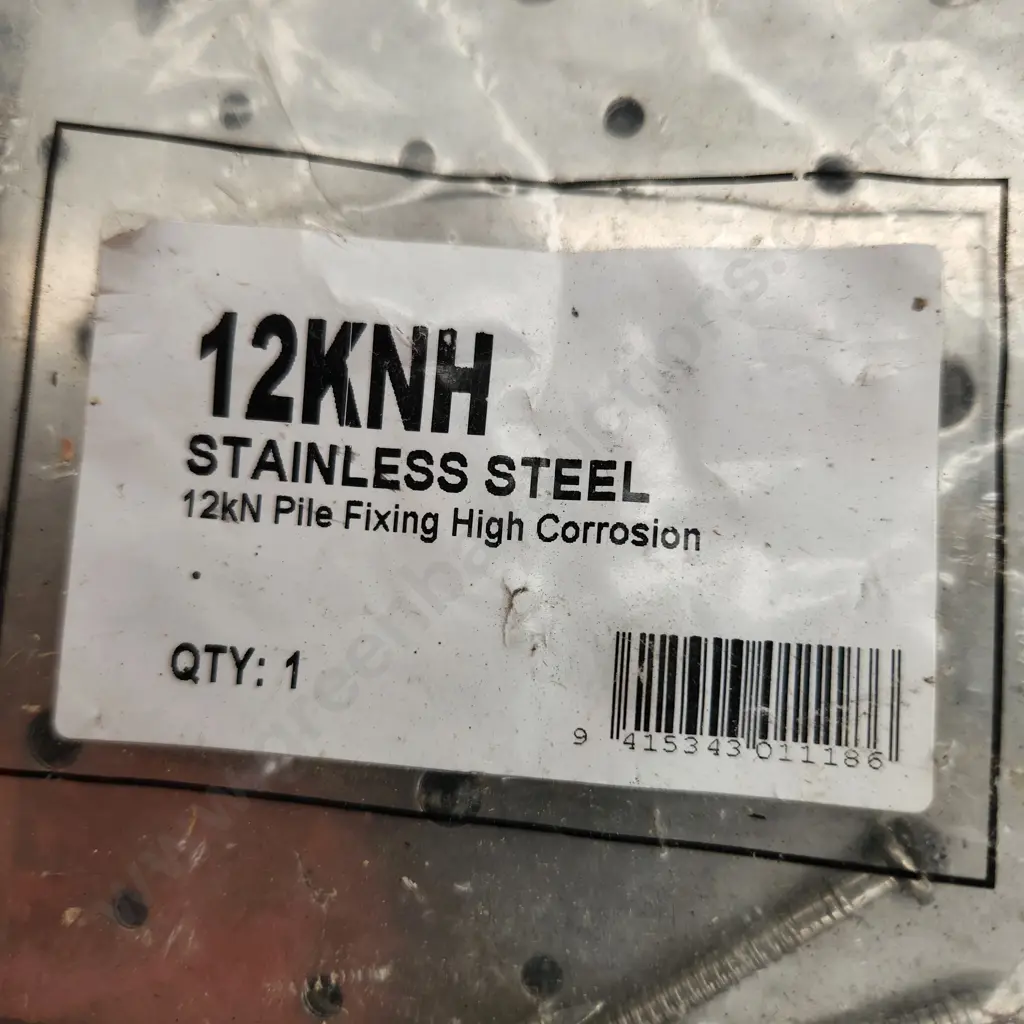 12KNH
STAINLESS STEEL
12kN Pile Fixing High Corrosion
QTY: 1
9 415343 011186